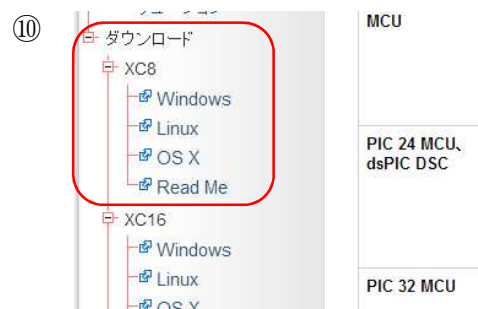 ⑩
ダウンロード
XC8
Windows
Linux
OS X
Read Me
XC16
Windows
Linux
OS X
MCU
PIC 24 MCU、
dsPIC DSC
PIC 32 MCU